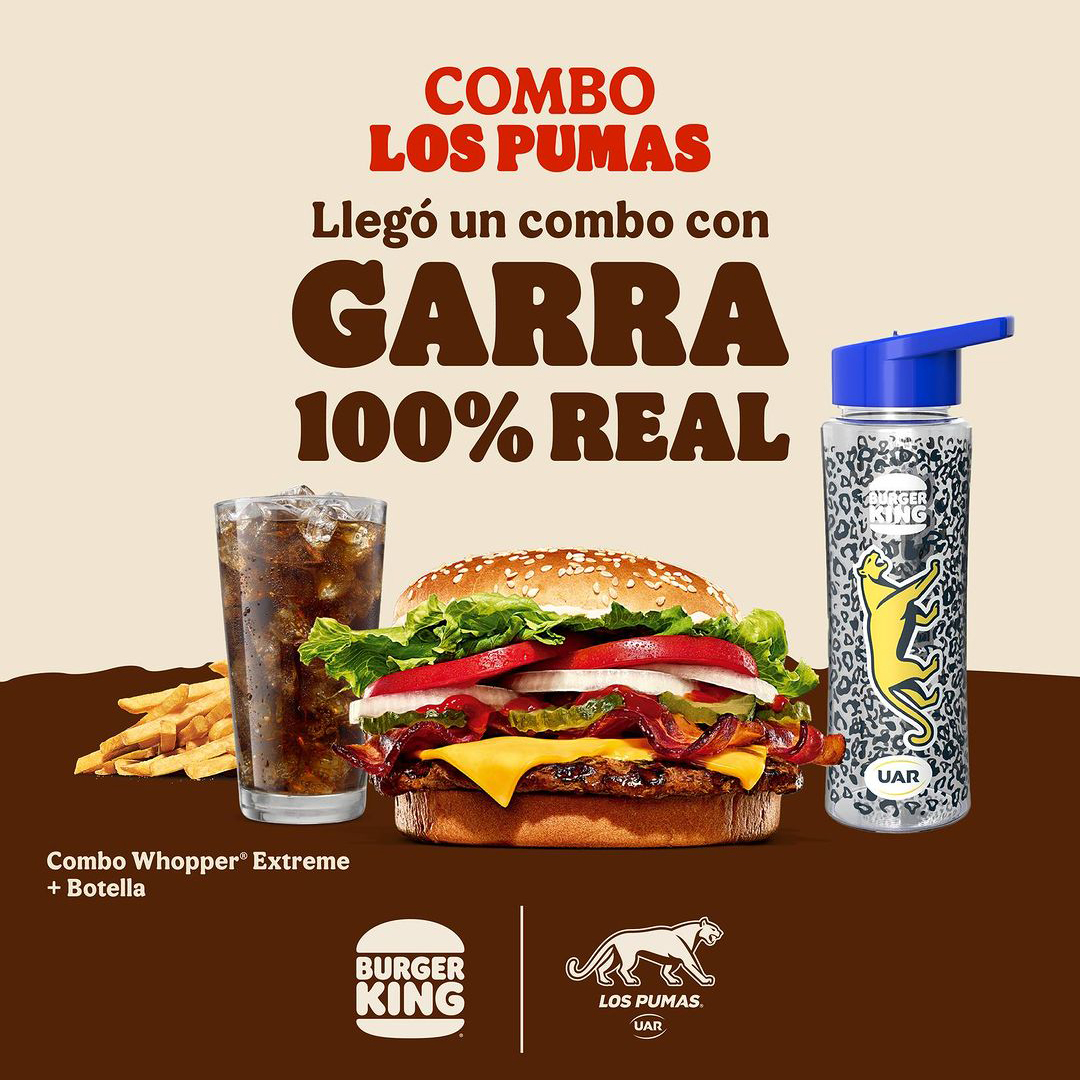 COMBO
LOS PUMAS
Llegó un combo con
GARRA
100% REAL
BURGER
KING
UAR
Combo Whopper® Extreme
+ Botella
BURGER
KING®
LOS PUMAS®
UAR